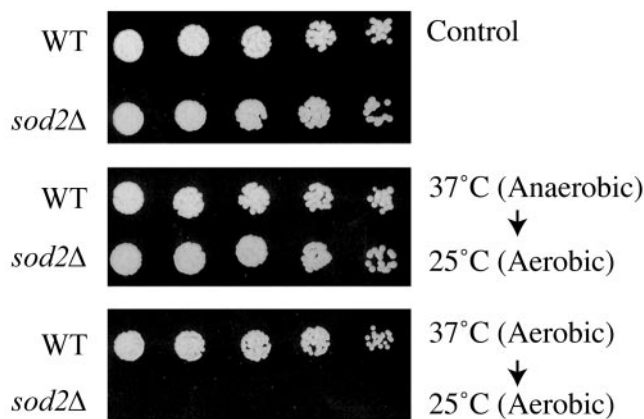 WT
Control
sod2Δ
WT
37°C (Anaerobic)
sod2Δ
25°C (Aerobic)
WT
37°C (Aerobic)
sod2Δ
25°C (Aerobic)